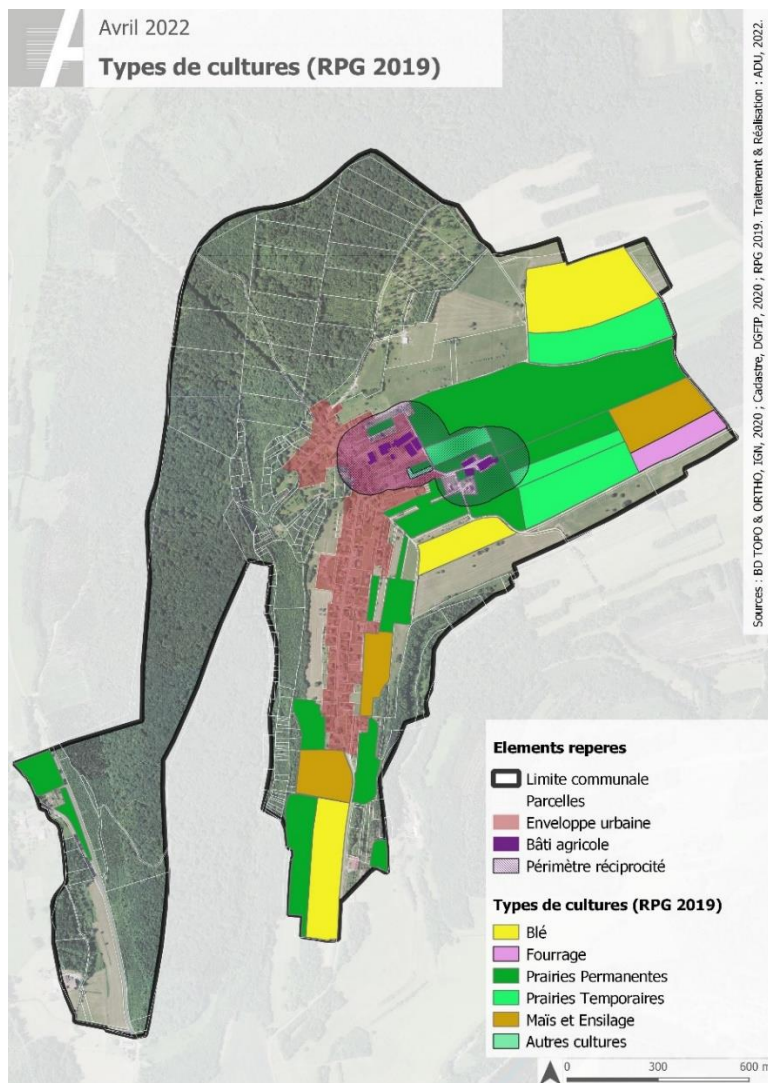 Avril 2022
Types de cultures (RPG 2019)
Sources : BD TOPO & ORTHO, IGN, 2020 ; Cadastre, DGFIP, 2020 ; RPG 2019. Traitement & Réalisation : ADU, 2022.
Elements reperes
Limite communale
Parcelles
Enveloppe urbaine
Bâti agricole
Périmètre réciprocité
Types de cultures (RPG 2019)
Blé
Fourrage
Prairies Permanentes
Prairies Temporaires
Maïs et Ensilage
Autres cultures
0 300 600 m